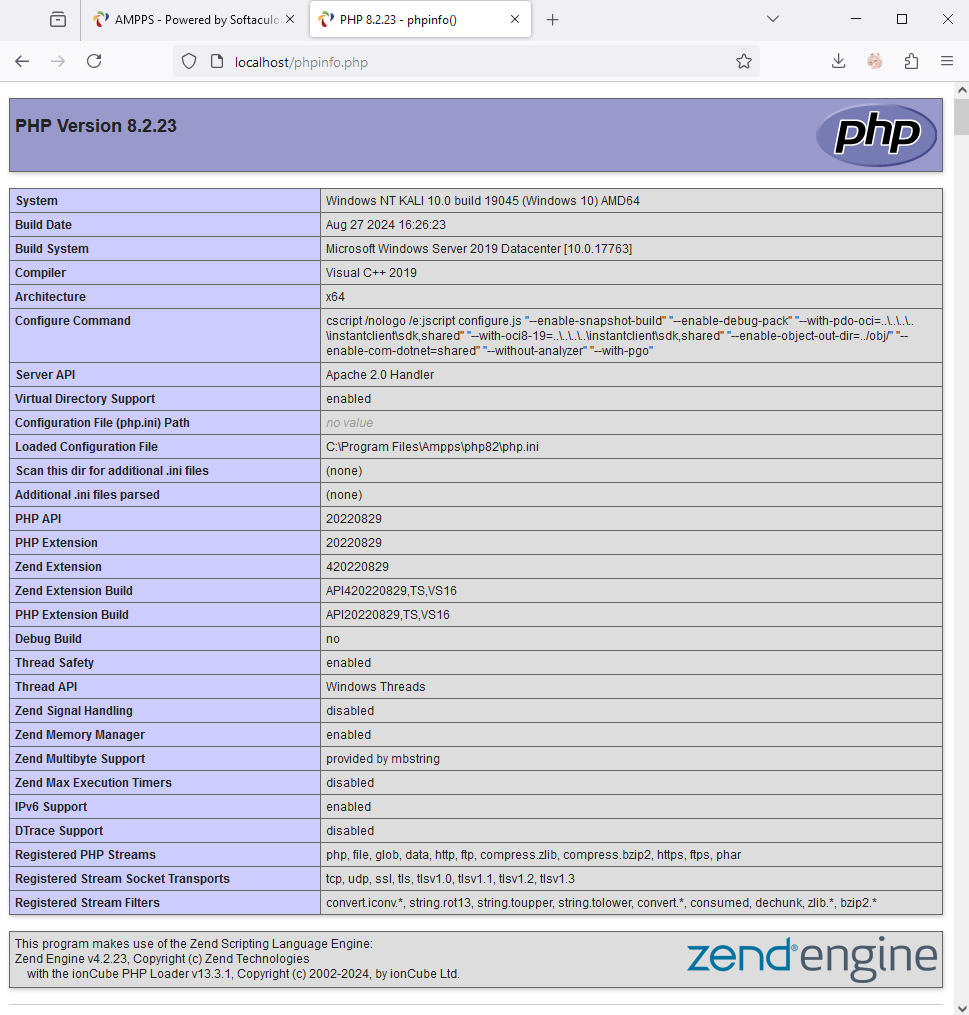 AMPPS - Powered by Softaculo
PHP 8.2.23 - phpinfo()
localhost/phpinfo.php
PHP Version 8.2.23
php
System Windows NT KALI 10.0 build 19045 (Windows 10) AMD64
Build Date Aug 27 2024 16:26:23
Build System Microsoft Windows Server 2019 Datacenter [10.0.17763]
Compiler Visual C++ 2019
Architecture x64
Configure Command cscript /nologo /e:jscript configure.js "--enable-snapshot-build" "--enable-debug-pack" "--with-pdo-oci=..\..\..\..
\instantclient\sdk,shared" "--with-oci8-19=..\..\..\..\instantclient\sdk,shared" "--enable-object-out-dir=../obj/" "--
enable-com-dotnet=shared" "--without-analyzer" "--with-pgo"
Server API Apache 2.0 Handler
Virtual Directory Support enabled
Configuration File (php.ini) Path no value
Loaded Configuration File C:\Program Files\Ampps\php82\php.ini
Scan this dir for additional .ini files (none)
Additional .ini files parsed (none)
PHP API 20220829
PHP Extension 20220829
Zend Extension 420220829
Zend Extension Build API420220829,TS,VS16
PHP Extension Build API20220829,TS,VS16
Debug Build no
Thread Safety enabled
Thread API Windows Threads
Zend Signal Handling disabled
Zend Memory Manager enabled
Zend Multibyte Support provided by mbstring
Zend Max Execution Timers disabled
IPv6 Support enabled
DTrace Support disabled
Registered PHP Streams php, file, glob, data, http, ftp, compress.zlib, compress.bzip2, https, ftps, phar
Registered Stream Socket Transports tcp, udp, ssl, tls, tlsv1.0, tlsv1.1, tlsv1.2, tlsv1.3
Registered Stream Filters convert.iconv.*, string.rot13, string.toupper, string.tolower, convert.*, consumed, dechunk, zlib.*, bzip2.*
This program makes use of the Zend Scripting Language Engine:
Zend Engine v4.2.23, Copyright (c) Zend Technologies
with the ionCube PHP Loader v13.3.1, Copyright (c) 2002-2024, by ionCube Ltd.
zend® engine